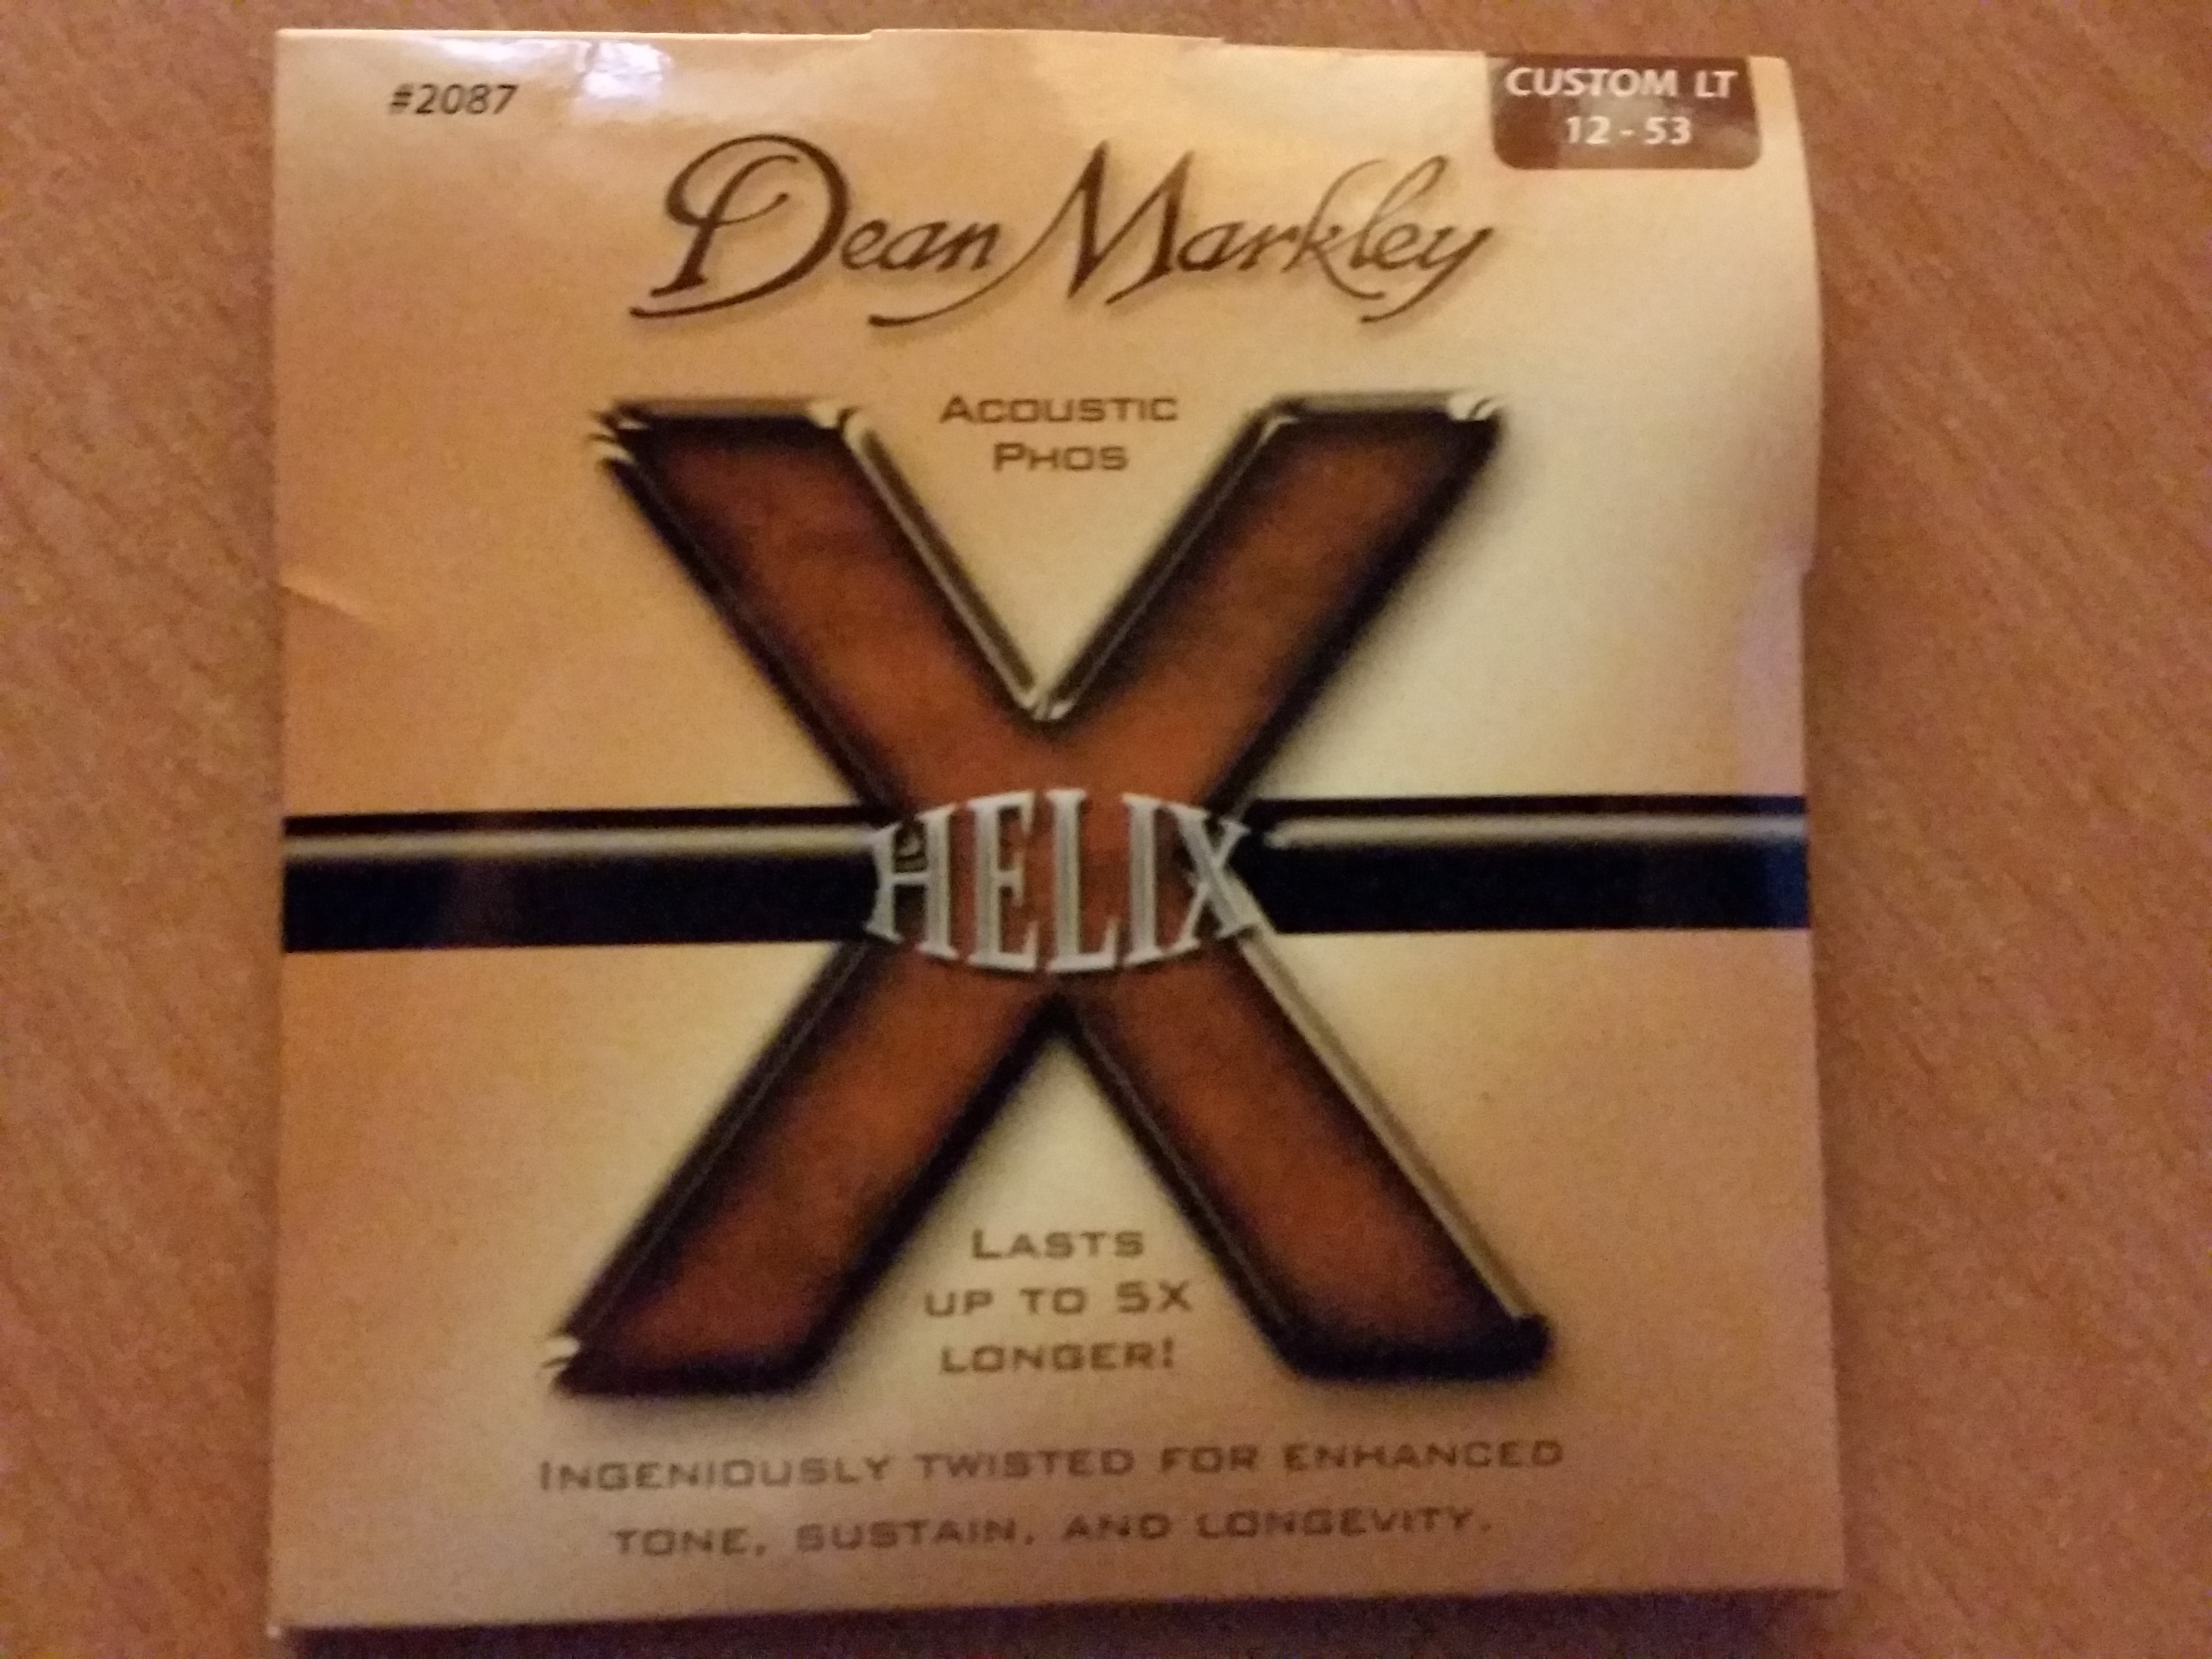 #2087
CUSTOM LT
12 - 53
Dean Markley
ACOUSTIC
PHOS
HELIX
LASTS
UP TO 5X
LONGER!
INGENIOUSLY TWISTED FOR ENHANCED
TONE, SUSTAIN, AND LONGEVITY.